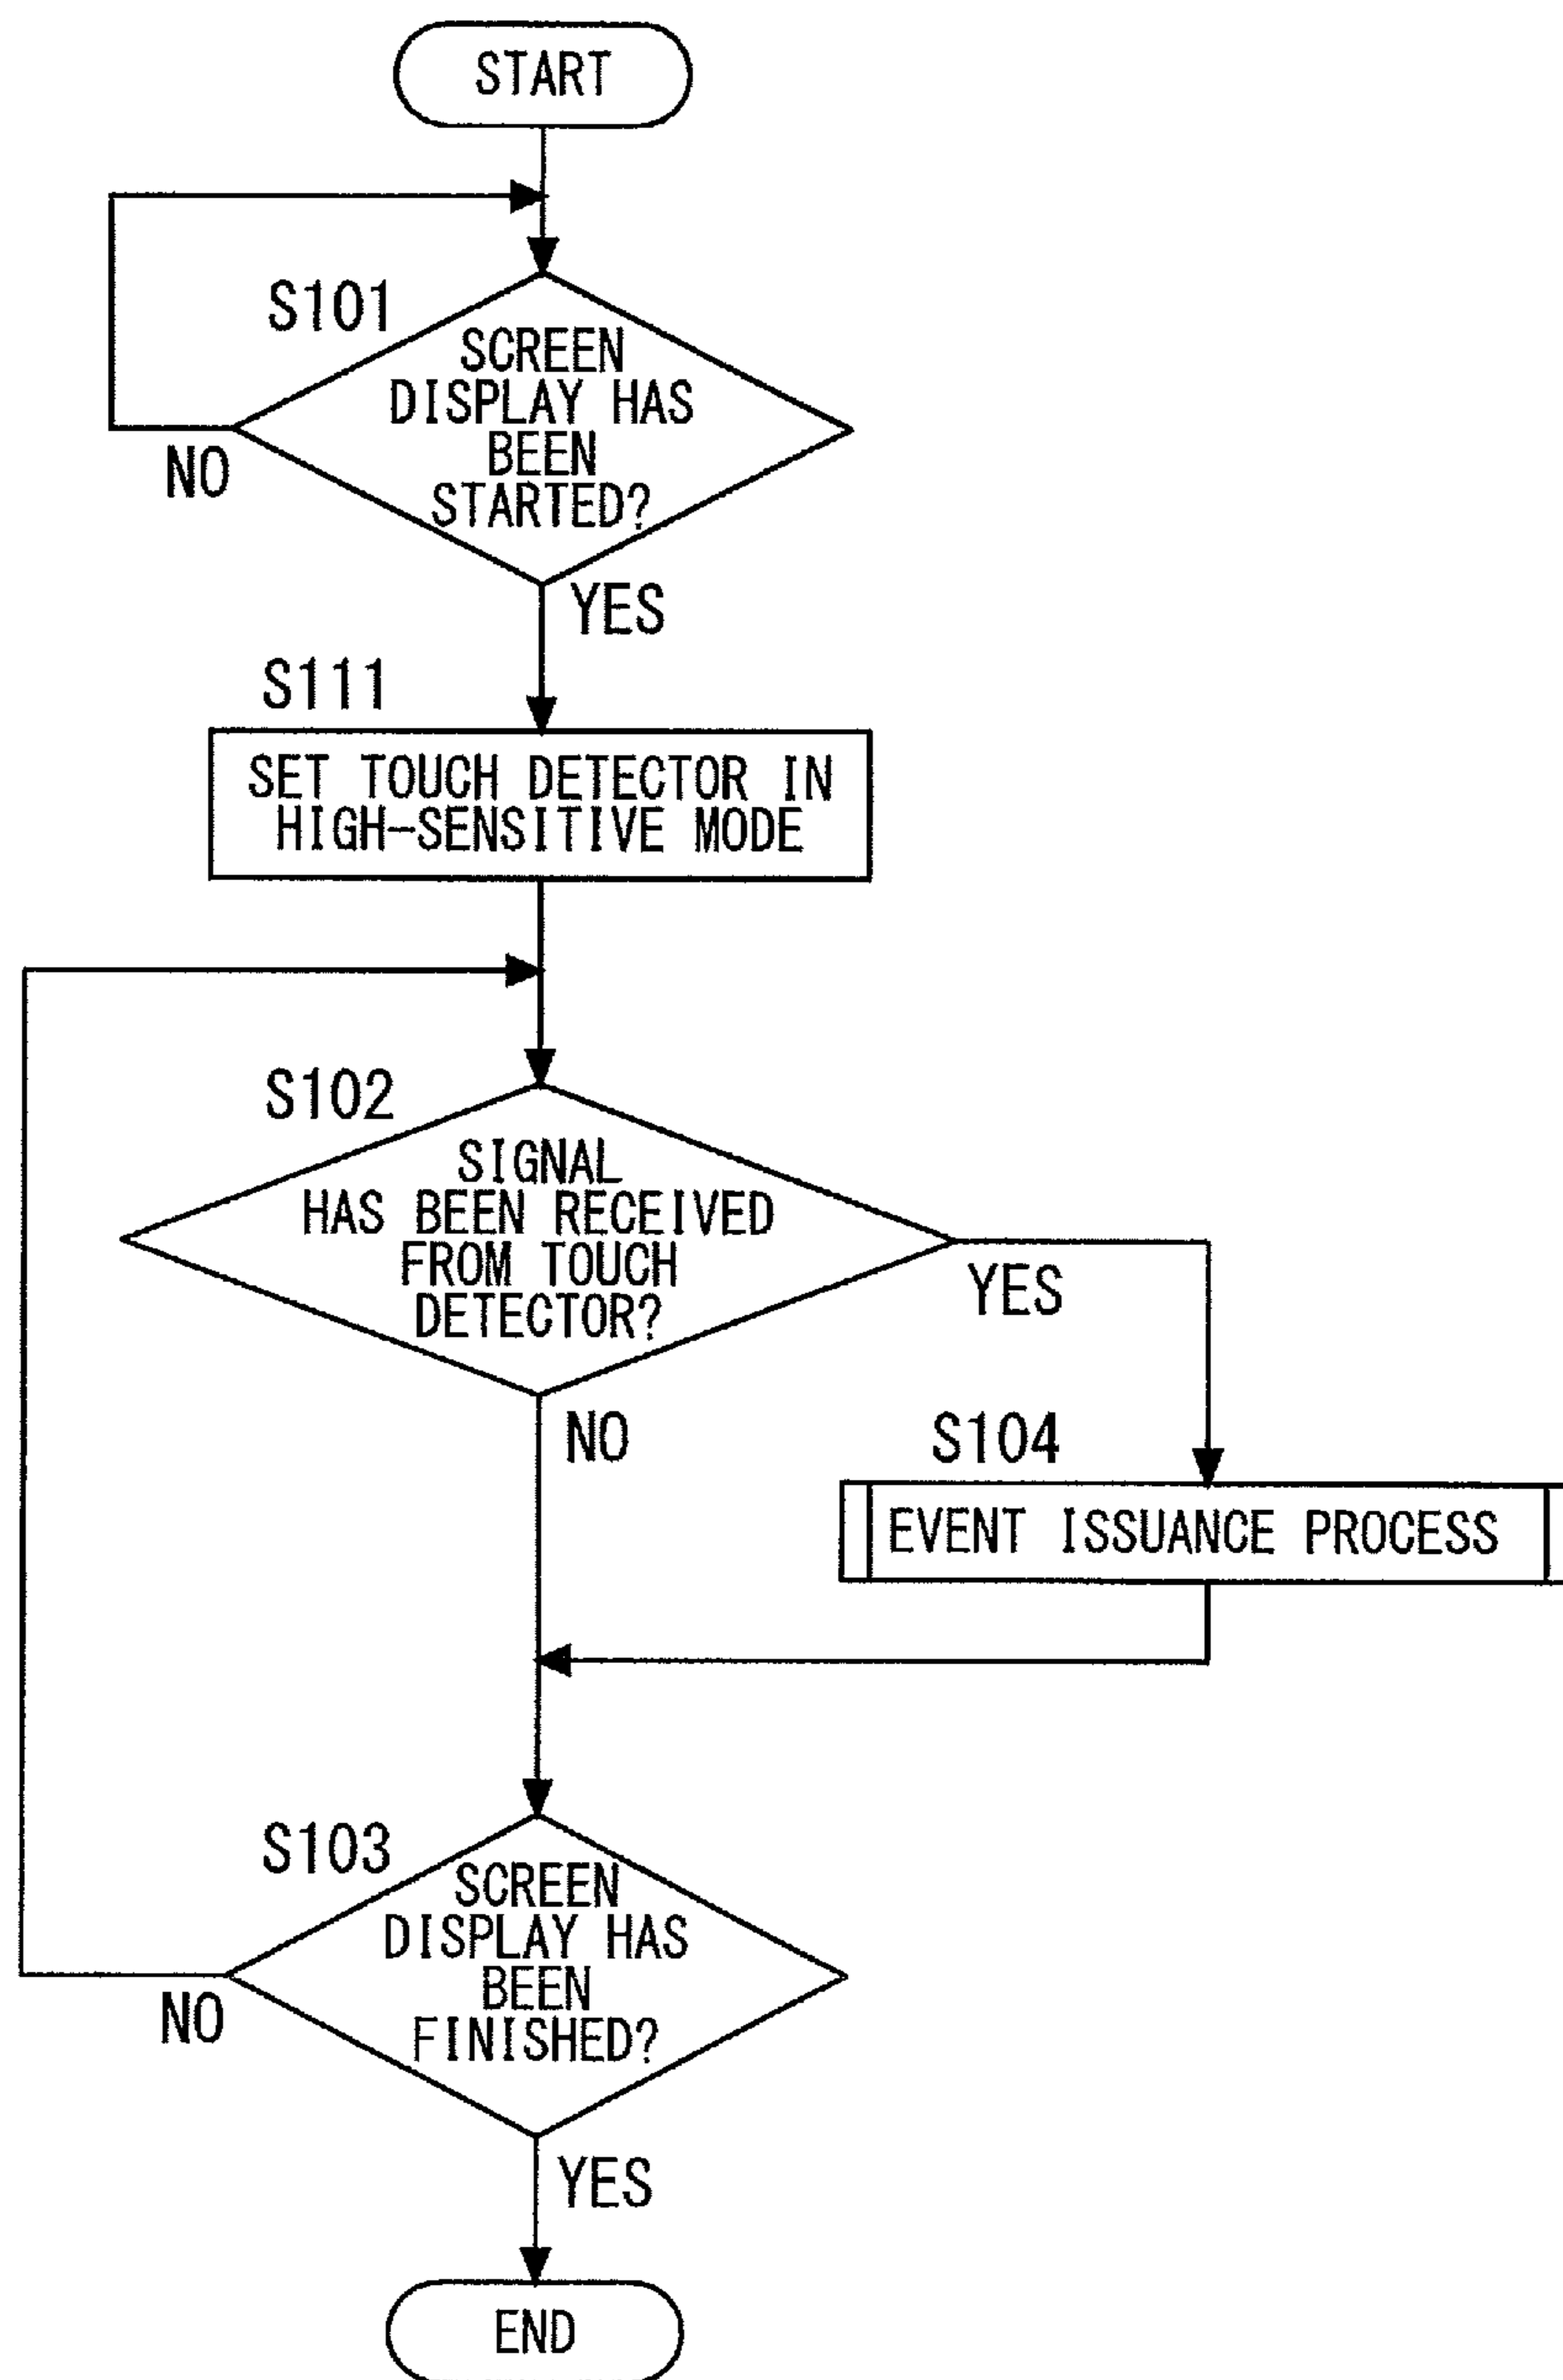 START
S101
SCREEN
DISPLAY HAS
BEEN
STARTED?
NO
YES
S111
SET TOUCH DETECTOR IN
HIGH-SENSITIVE MODE
S102
SIGNAL
HAS BEEN RECEIVED
FROM TOUCH
DETECTOR?
YES
NO
S104
EVENT ISSUANCE PROCESS
S103
SCREEN
DISPLAY HAS
BEEN
FINISHED?
NO
YES
END